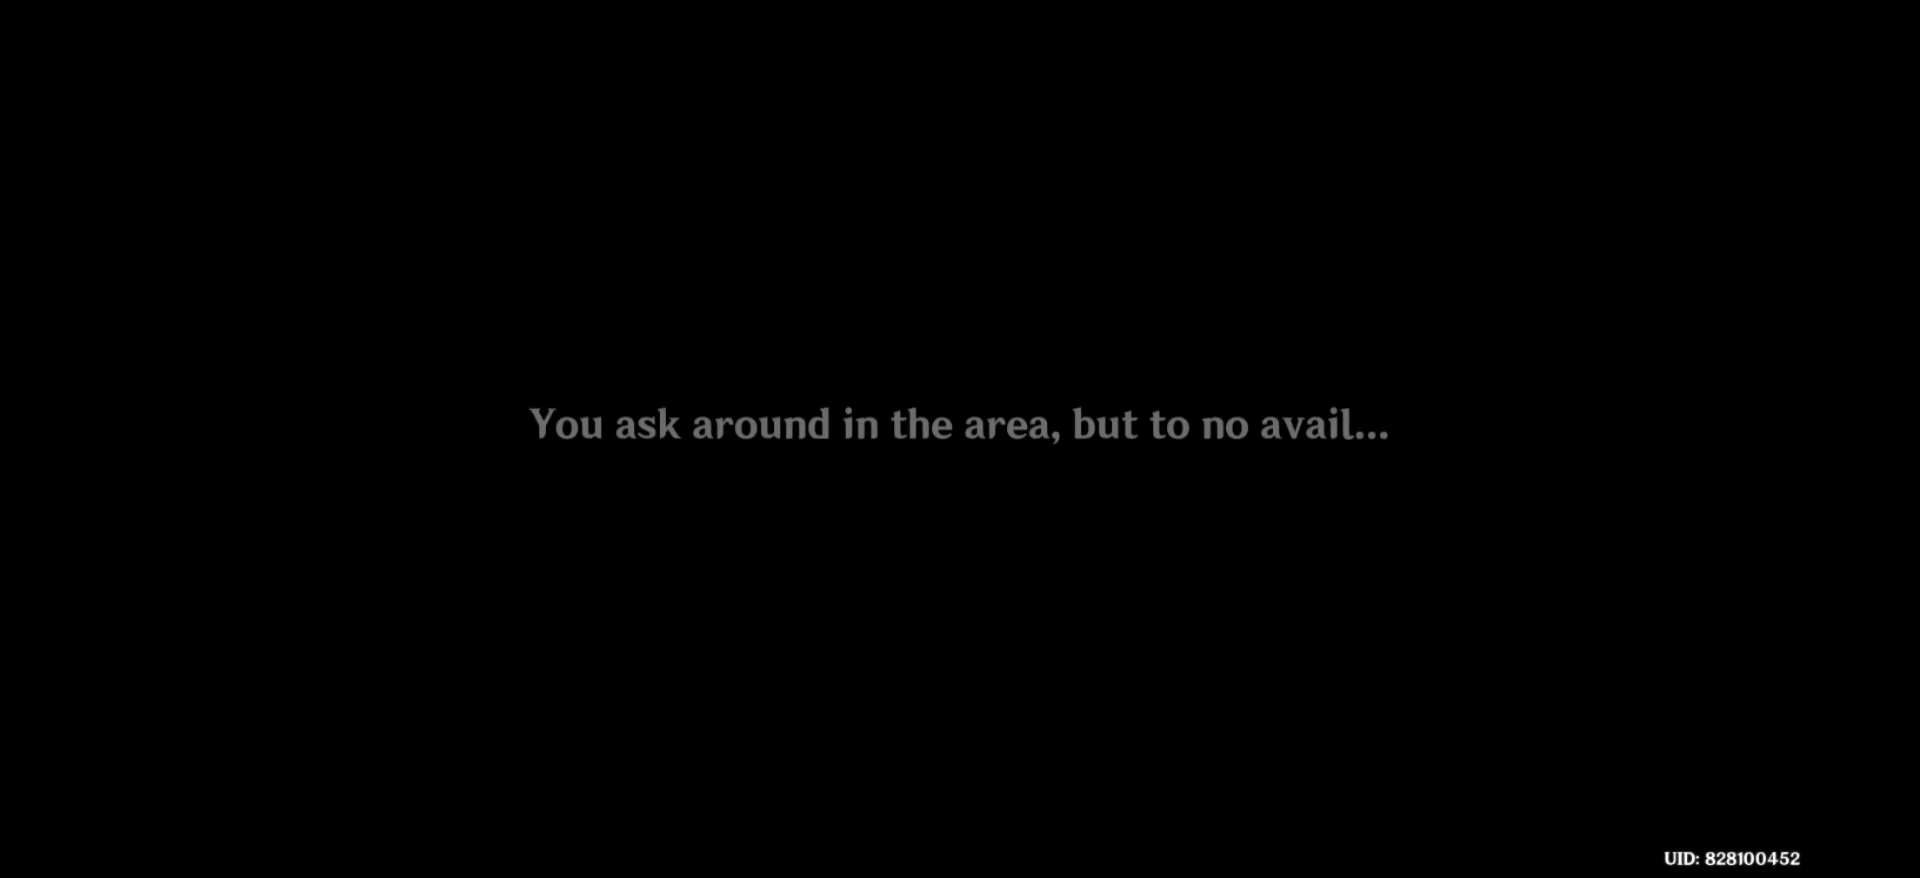 You ask around in the area, but to no avail...
UID: 828100452